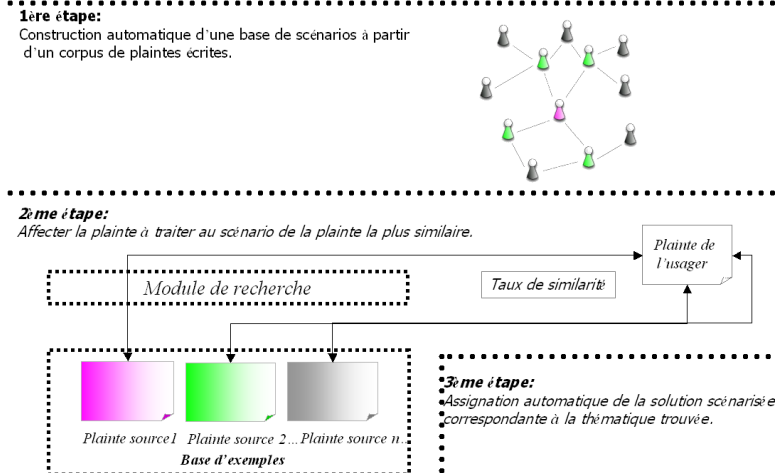 1ère étape:
Construction automatique d'une base de scénarios à partir
d'un corpus de plaintes écrites.
2ème étape:
Affecter la plainte à traiter au scénario de la plainte la plus similaire.
Plainte de
l'usager
Module de recherche
Taux de similarité
3ème étape:
Assignation automatique de la solution scénarisée
correspondante à la thématique trouvée.
Plainte source1 Plainte source 2... Plainte source n..
Base d'exemples